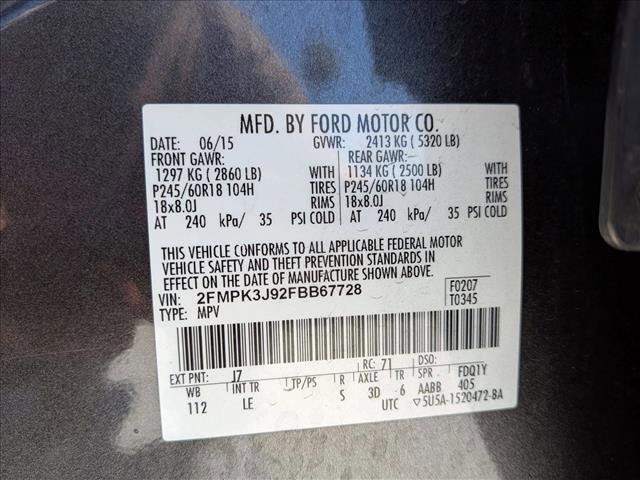 MFD. BY FORD MOTOR CO.
DATE: 06/15 GVWR: 2413 KG ( 5320 LB)
FRONT GAWR: REAR GAWR:
1297 KG ( 2860 LB) WITH 1134 KG ( 2500 LB) WITH
P245/60R18 104H TIRES P245/60R18 104H TIRES
18x8.0J RIMS 18x8.0J RIMS
AT 240 kPa/ 35 PSI COLD AT 240 kPa/ 35 PSI COLD
THIS VEHICLE CONFORMS TO ALL APPLICABLE FEDERAL MOTOR
VEHICLE SAFETY AND THEFT PREVENTION STANDARDS IN
EFFECT ON THE DATE OF MANUFACTURE SHOWN ABOVE.
VIN: 2FMPK3J92FBB67728 F0207
TYPE: MPV T0345
EXT PNT: J7 RC: 71 DSO:
WB INT TR TP/PS R AXLE TR SPR FDQ1Y
112 LE S 3D 6 AABB 405
UTC ▽5U5A-1520472-BA